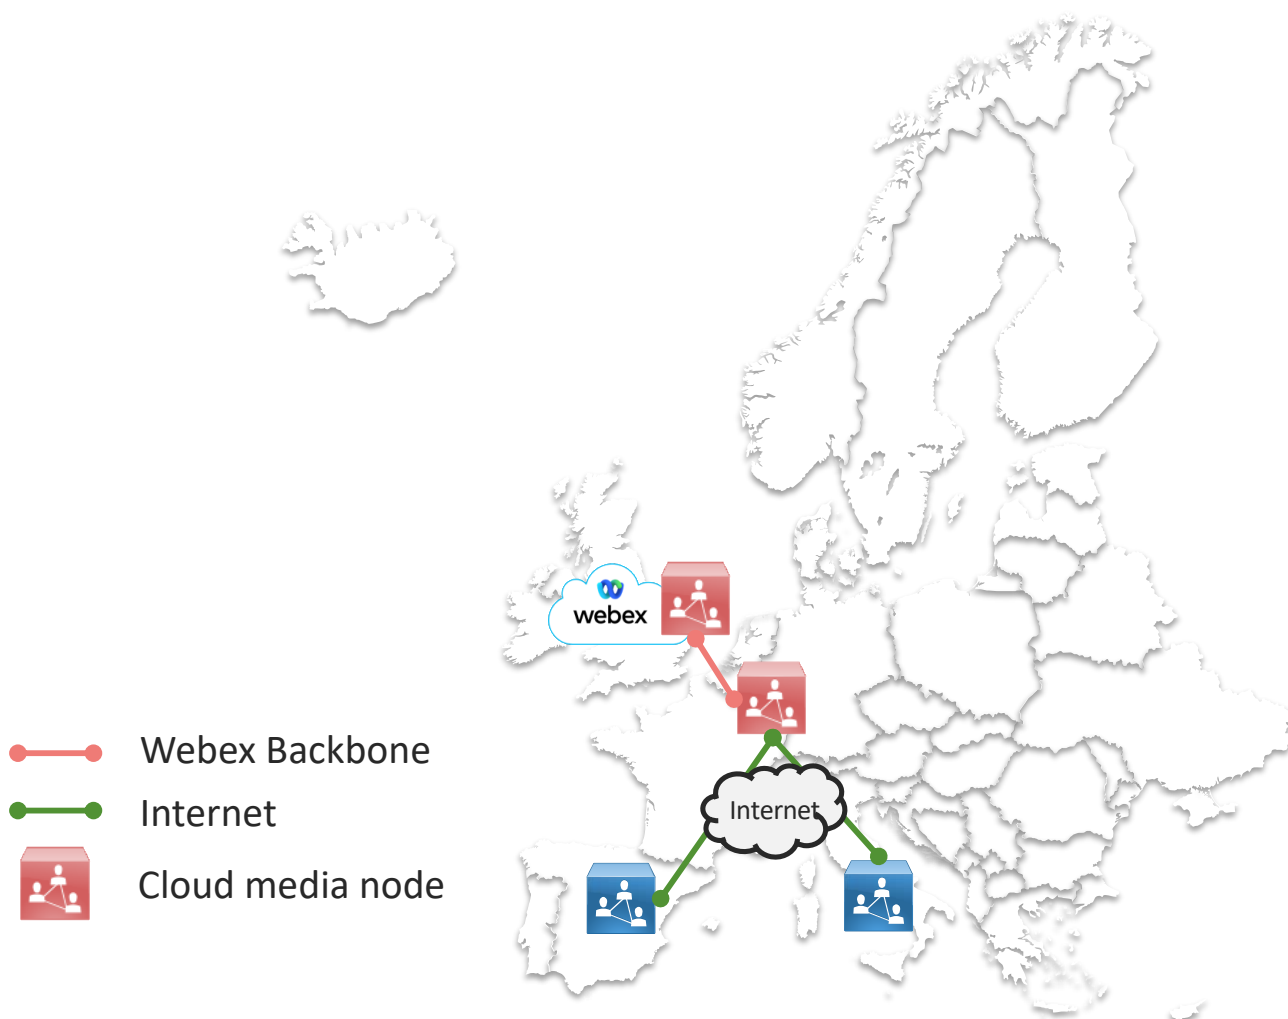 webex
Internet
Webex Backbone
Internet
Cloud media node